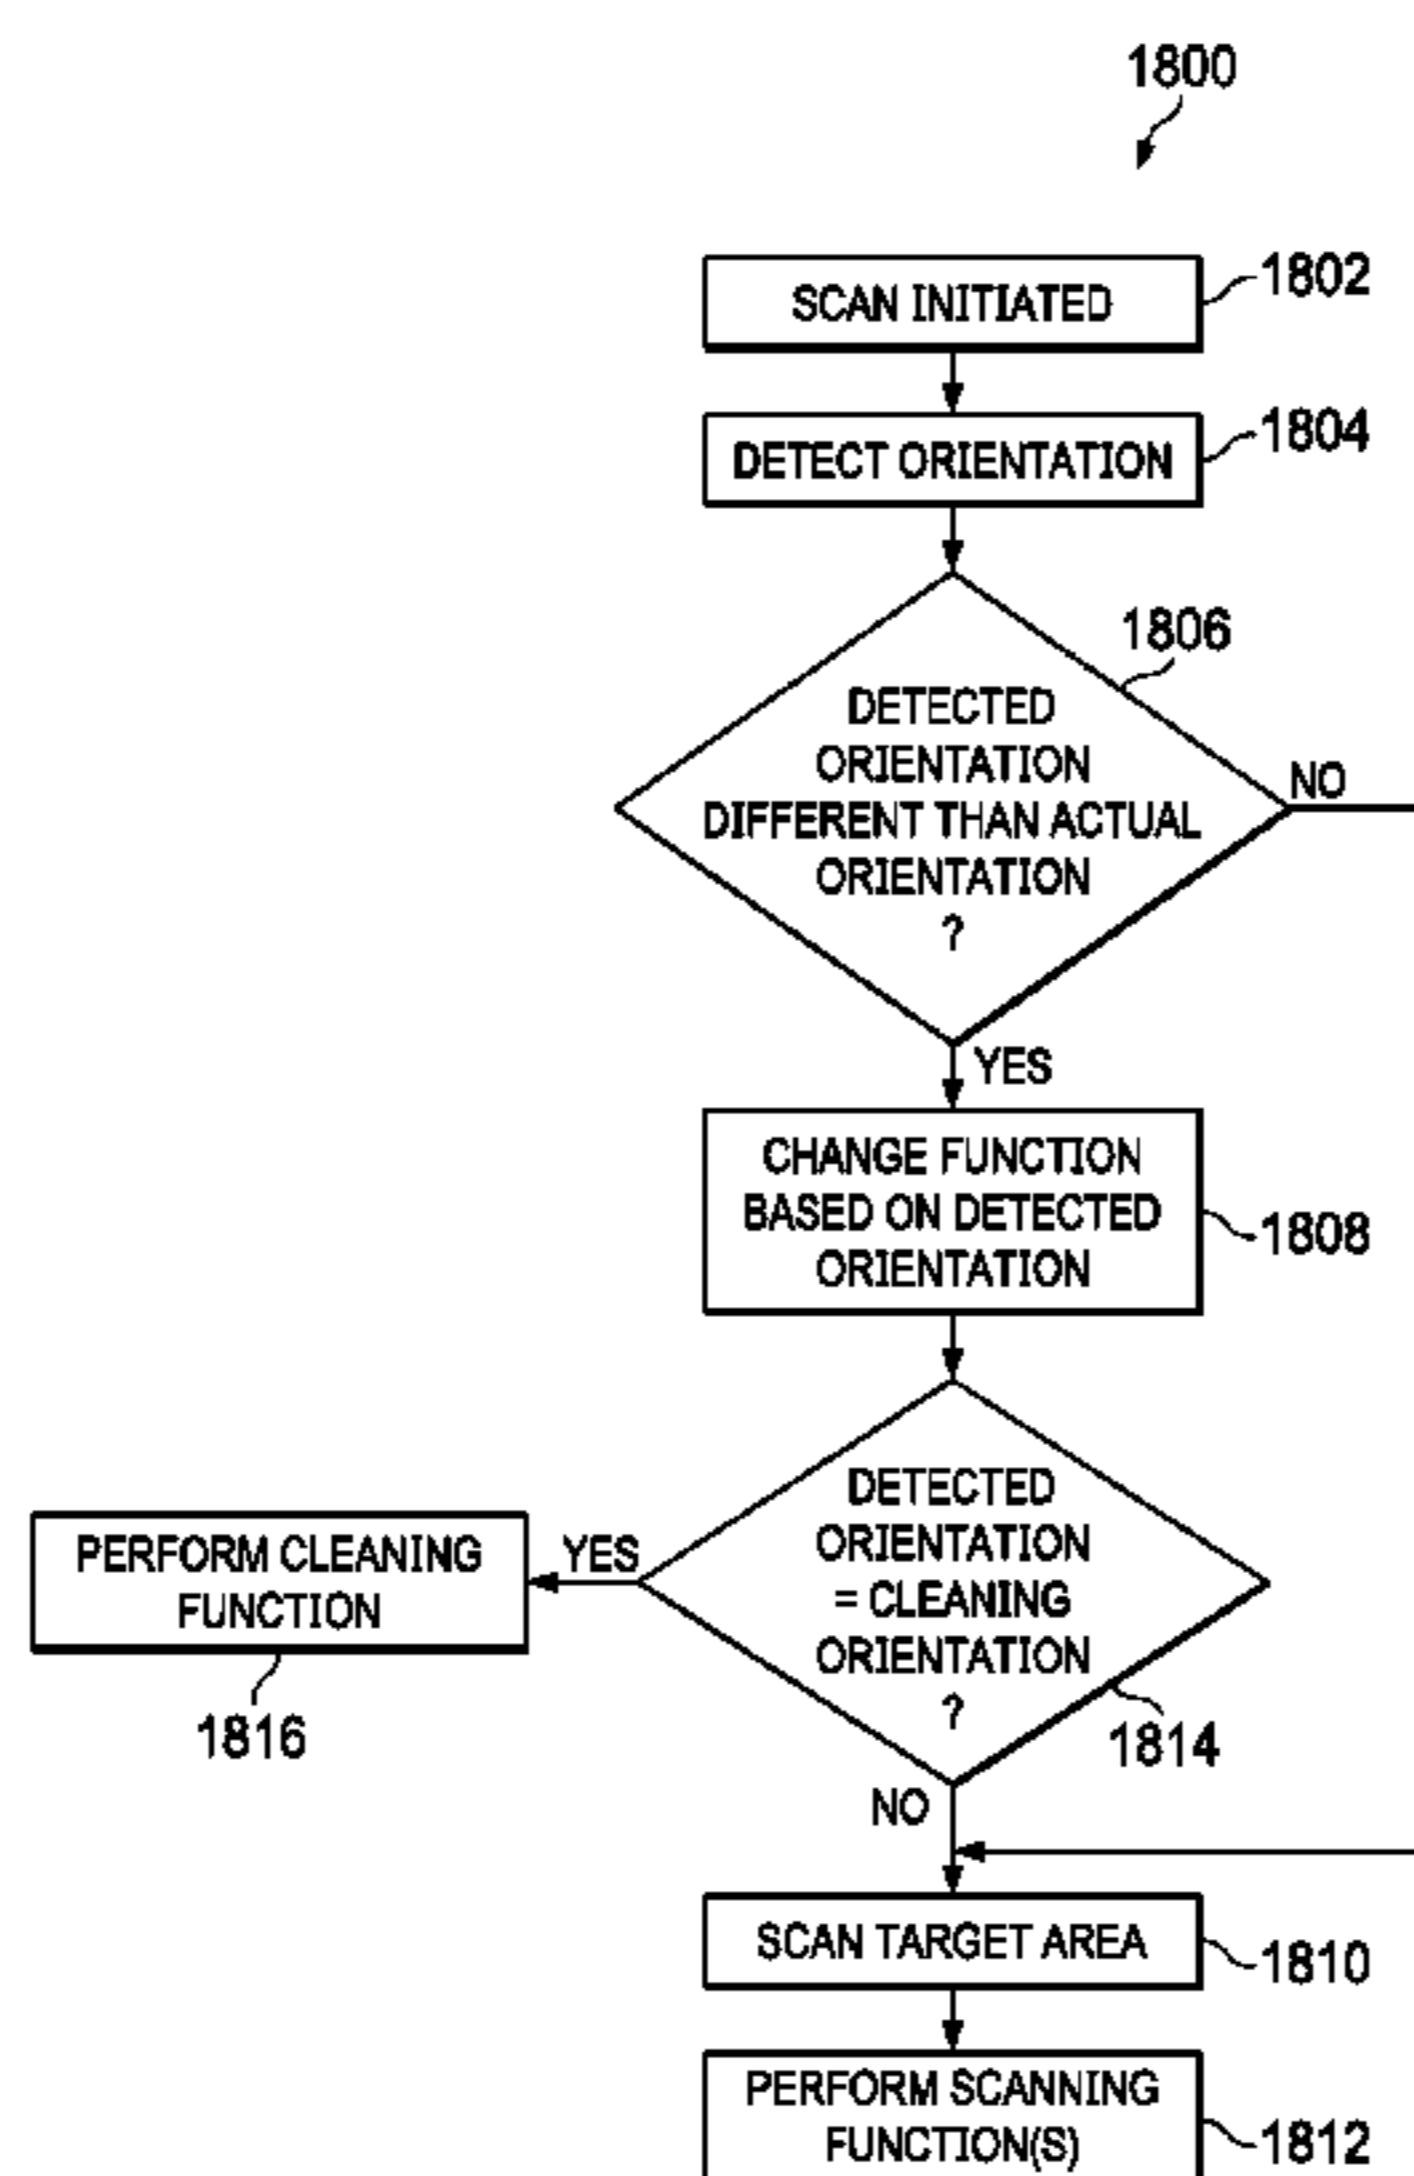 1800
SCAN INITIATED
1802
DETECT ORIENTATION
1804
1806
DETECTED
ORIENTATION
DIFFERENT THAN ACTUAL
ORIENTATION
?
NO
YES
CHANGE FUNCTION
BASED ON DETECTED
ORIENTATION
1808
DETECTED
ORIENTATION
= CLEANING
ORIENTATION
?
YES
PERFORM CLEANING
FUNCTION
1816
1814
NO
SCAN TARGET AREA
1810
PERFORM SCANNING
FUNCTION(S)
1812